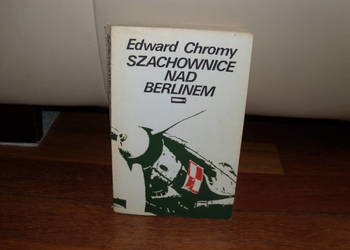 Edward Chromy
SZACHOWNICE
NAD
BERLINEM